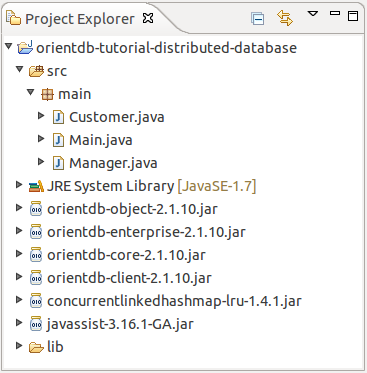 Project Explorer
orientdb-tutorial-distributed-database
src
main
Customer.java
Main.java
Manager.java
JRE System Library [JavaSE-1.7]
orientdb-object-2.1.10.jar
orientdb-enterprise-2.1.10.jar
orientdb-core-2.1.10.jar
orientdb-client-2.1.10.jar
concurrentlinkedhashmap-lru-1.4.1.jar
javassist-3.16.1-GA.jar
lib